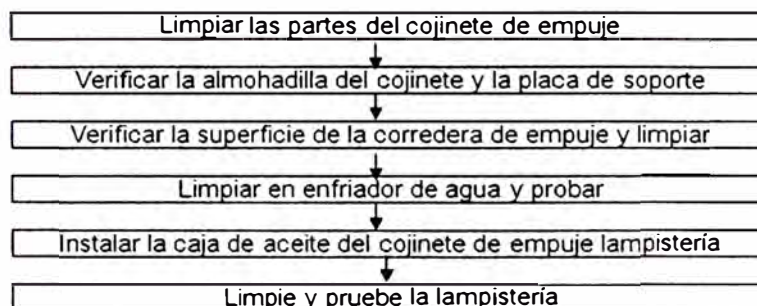 Limpiar las partes del cojinete de empuje
Verificar la almohadilla del cojinete y la placa de soporte
Verificar la superficie de la corredera de empuje y limpiar
Limpiar en enfriador de agua y probar
Instalar la caja de aceite del cojinete de empuje lampistería
Limpie y pruebe la lampistería